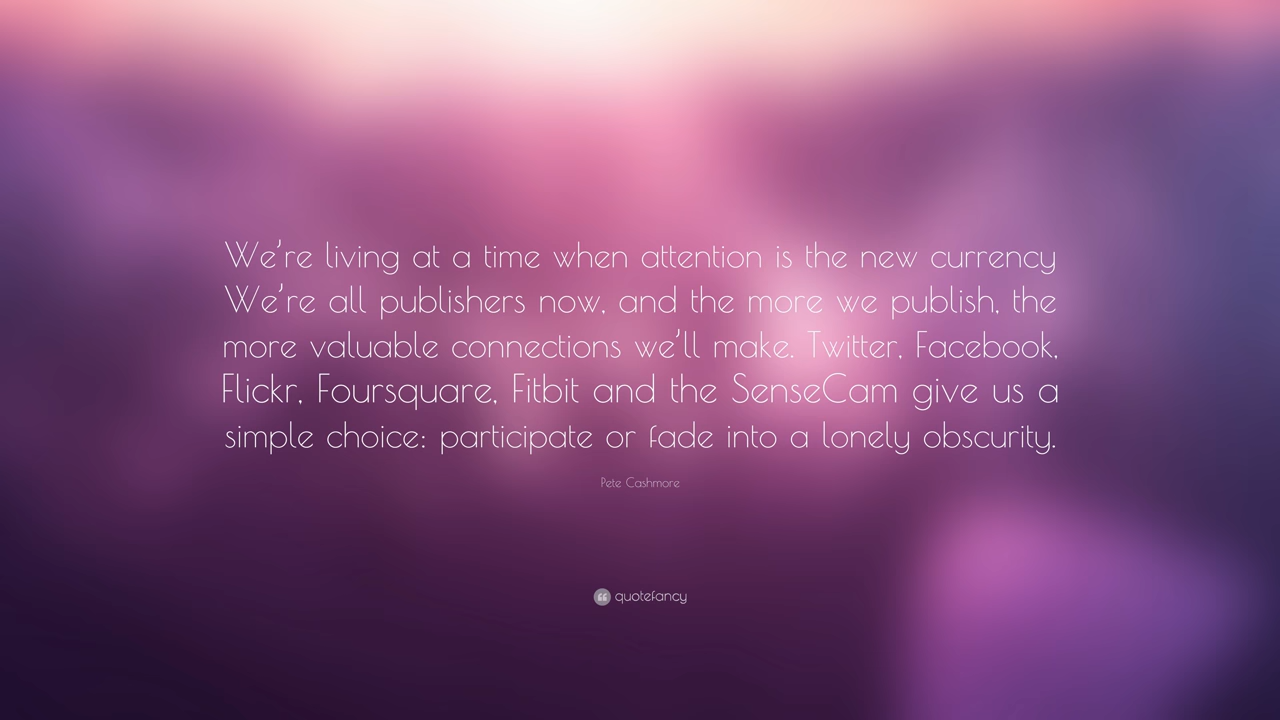 We're living at a time when attention is the new currency
We're all publishers now, and the more we publish, the
more valuable connections we'll make. Twitter, Facebook,
Flickr, Foursquare, Fitbit and the SenseCam give us a
simple choice: participate or fade into a lonely obscurity.
Pete Cashmore
quotefancy